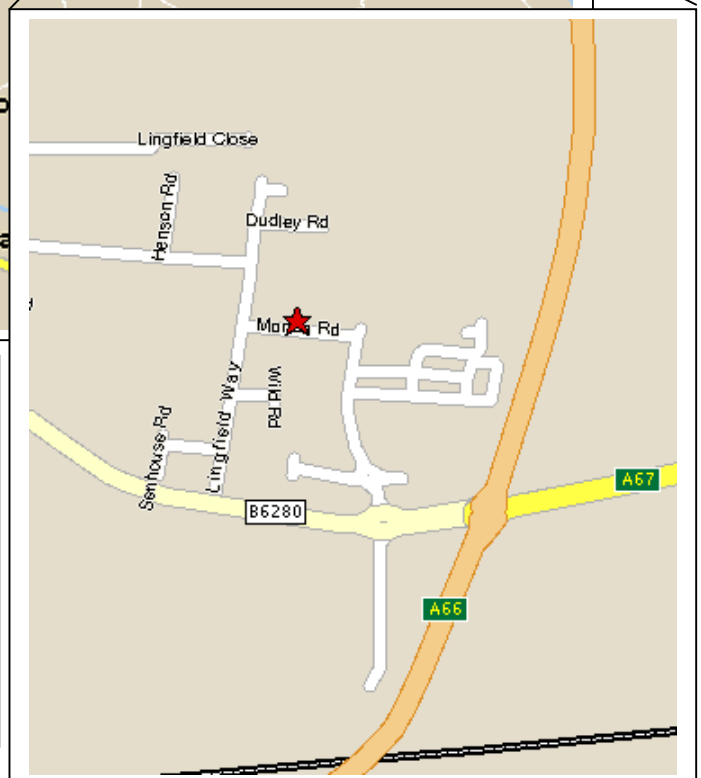 Lingfield Close
Henson Rd
Dudley Rd
Rd
Lingfield Way
Wild Rd
Senhouse Rd
B6280
A67
A66